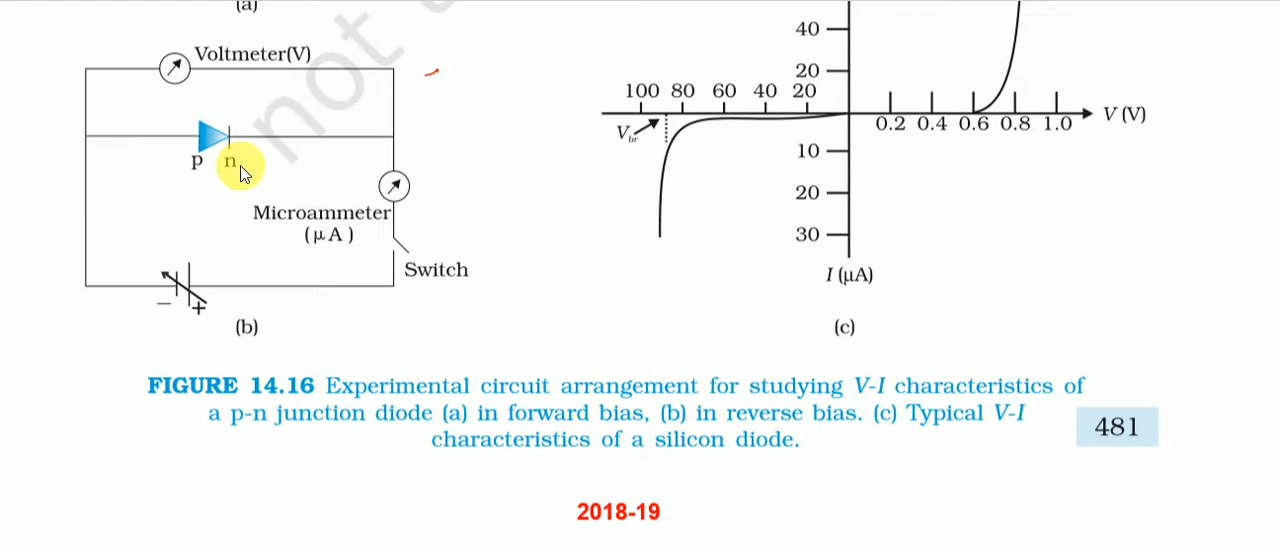 (a)
not
Voltmeter(V)
p n
Microammeter
(μA)
Switch
– +
(b)
40
20
100 80 60 40 20
V (V)
0.2 0.4 0.6 0.8 1.0
Vbr
10
20
30
I (μA)
(c)
FIGURE 14.16 Experimental circuit arrangement for studying V-I characteristics of
a p-n junction diode (a) in forward bias, (b) in reverse bias. (c) Typical V-I
characteristics of a silicon diode.
481
2018-19